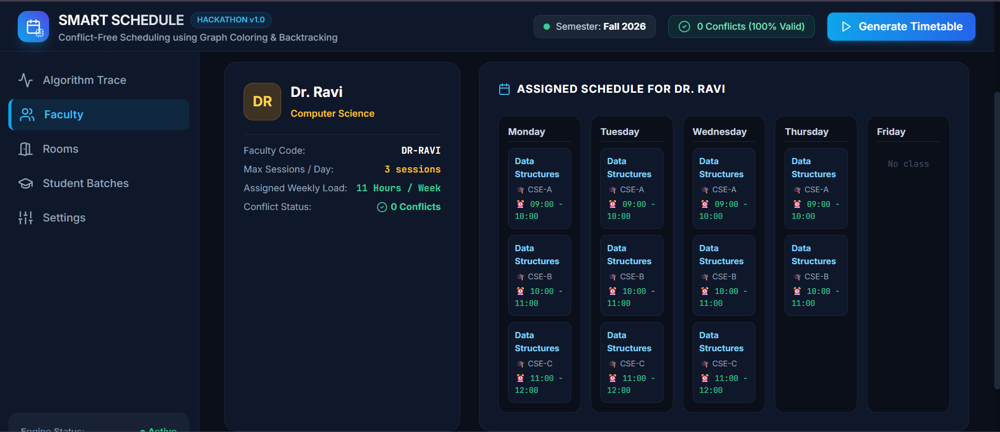 SMART SCHEDULE HACKATHON v1.0
Conflict-Free Scheduling using Graph Coloring & Backtracking
Semester: Fall 2026
0 Conflicts (100% Valid)
Generate Timetable
Algorithm Trace
Faculty
Rooms
Student Batches
Settings
Engine Status: Active
DR
Dr. Ravi
Computer Science
Faculty Code: DR-RAVI
Max Sessions / Day: 3 sessions
Assigned Weekly Load: 11 Hours / Week
Conflict Status: 0 Conflicts
ASSIGNED SCHEDULE FOR DR. RAVI
Monday
Data
Structures
CSE-A
09:00 -
10:00
Data
Structures
CSE-B
10:00 -
11:00
Data
Structures
CSE-C
11:00 -
12:00
Tuesday
Data
Structures
CSE-A
09:00 -
10:00
Data
Structures
CSE-B
10:00 -
11:00
Data
Structures
CSE-C
11:00 -
12:00
Wednesday
Data
Structures
CSE-A
09:00 -
10:00
Data
Structures
CSE-B
10:00 -
11:00
Data
Structures
CSE-C
11:00 -
12:00
Thursday
Data
Structures
CSE-A
09:00 -
10:00
Data
Structures
CSE-B
10:00 -
11:00
Friday
No class